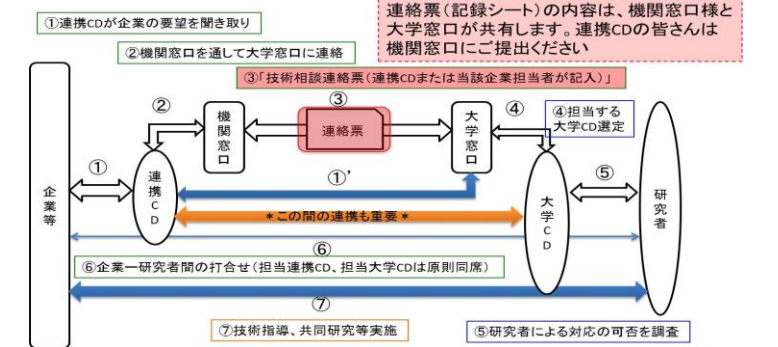 連絡票(記録シート)の内容は、機関窓口様と
大学窓口が共有します。連携CDの皆さんは
機関窓口にご提出ください
①連携CDが企業の要望を聞き取り
②機関窓口を通して大学窓口に連絡
③「技術相談連絡票(連携CDまたは当該企業担当者が記入)」
②
機関窓口
③
連絡票
大学窓口
④
④担当する
大学CD選定
①
企業等
連携CD
①’
⑤
大学CD
研究者
*この間の連携も重要*
⑥
⑥企業ー研究者間の打合せ(担当連携CD、担当大学CDは原則同席)
⑦
⑦技術指導、共同研究等実施
⑤研究者による対応の可否を調査